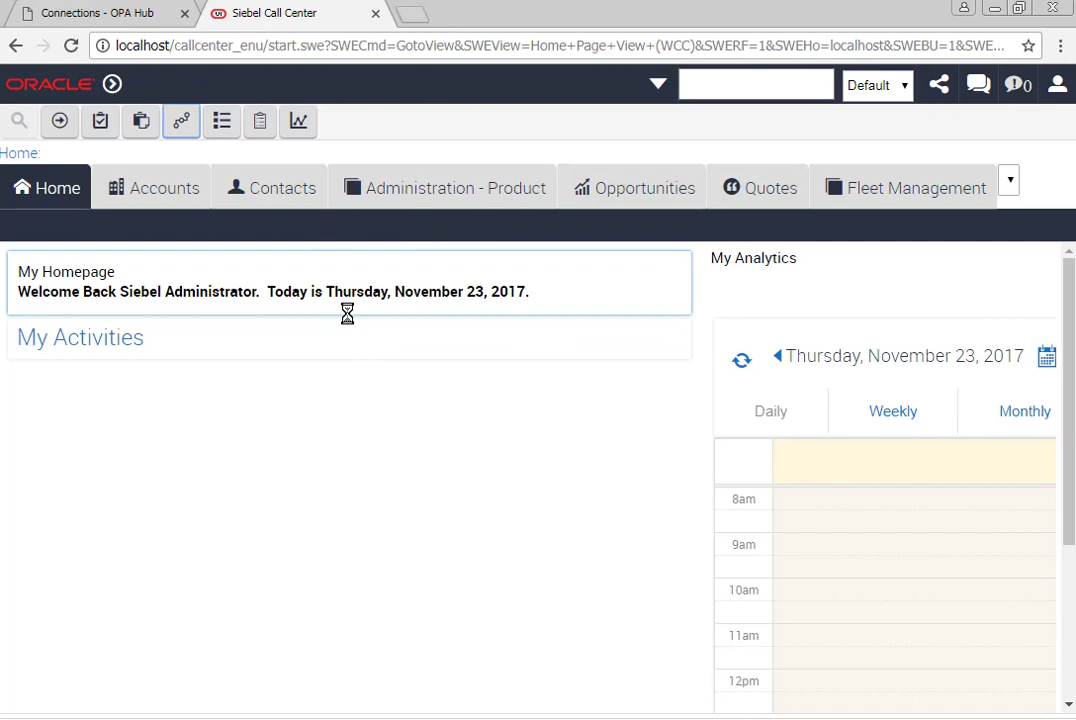 Connections - OPA Hub
Siebel Call Center
localhost/callcenter_enu/start.swe?SWECmd=GotoView&SWEView=Home+Page+View+(WCC)&SWERF=1&SWEHo=localhost&SWEBU=1&SWE...
ORACLE
Default
0
Home:
Home
Accounts
Contacts
Administration - Product
Opportunities
Quotes
Fleet Management
My Homepage
Welcome Back Siebel Administrator. Today is Thursday, November 23, 2017.
My Activities
My Analytics
Thursday, November 23, 2017
Daily
Weekly
Monthly
8am
9am
10am
11am
12pm